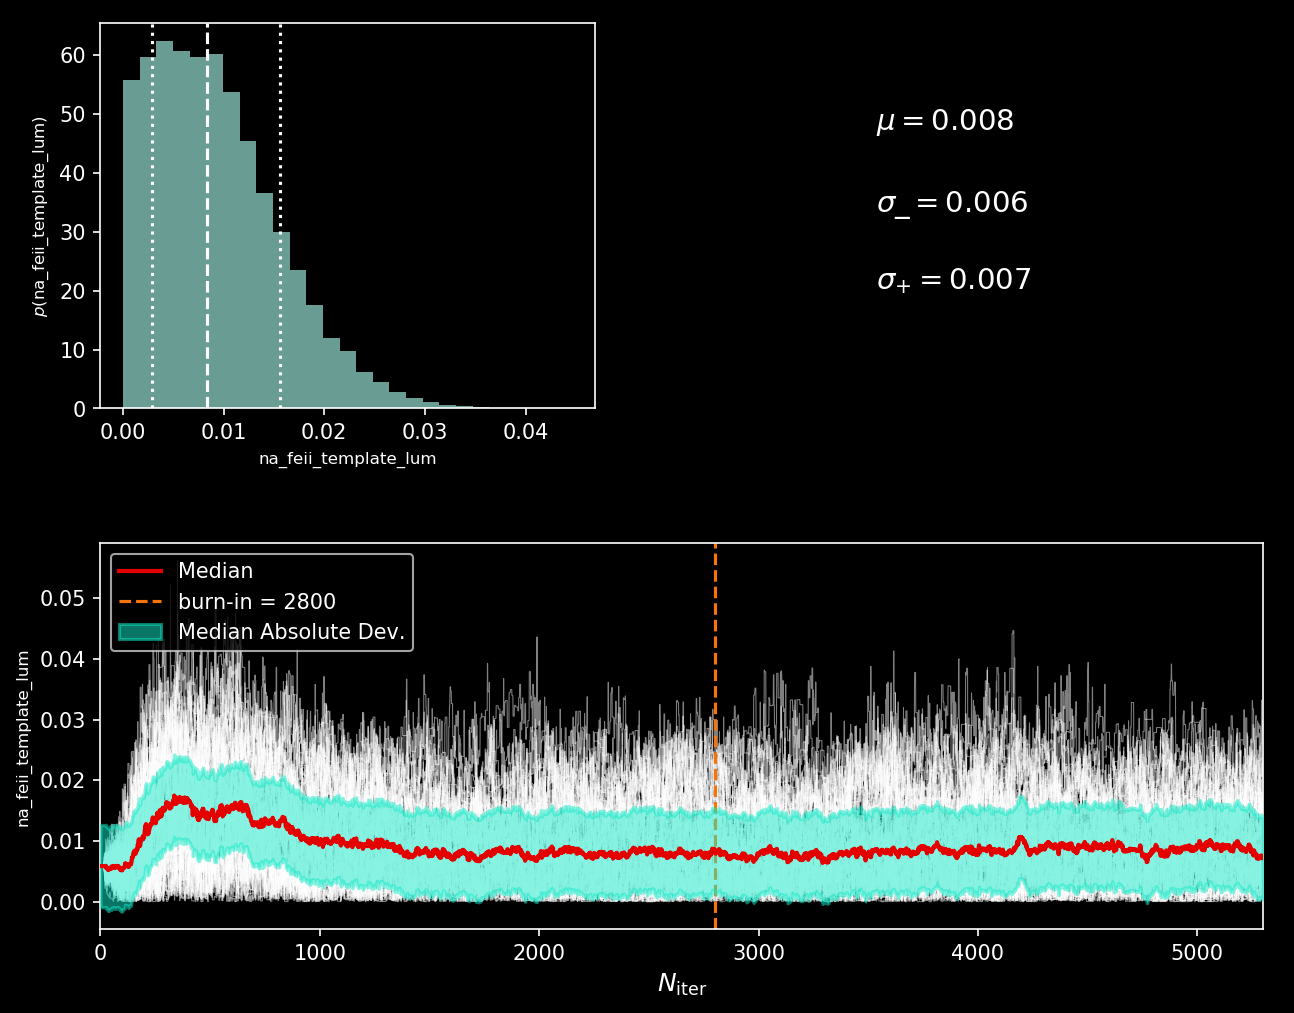 60
50
40
30
20
10
0
p(na_feii_template_lum)
0.00 0.01 0.02 0.03 0.04
na_feii_template_lum
μ = 0.008
σ₋ = 0.006
σ₊ = 0.007
Median
burn-in = 2800
Median Absolute Dev.
0.05
0.04
0.03
0.02
0.01
0.00
na_feii_template_lum
0 1000 2000 3000 4000 5000
N_iter